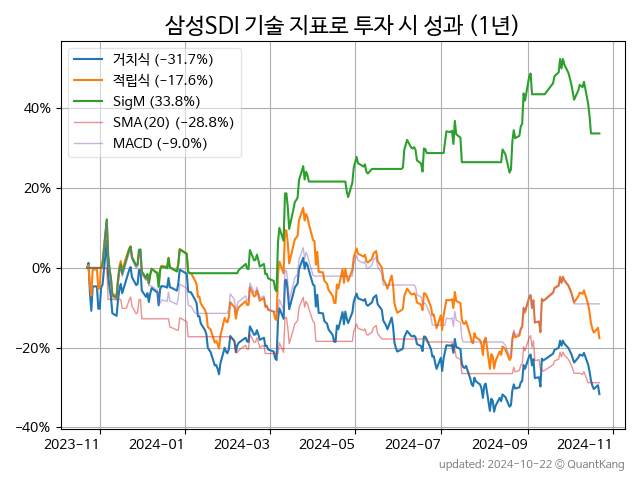 삼성SDI 기술 지표로 투자 시 성과 (1년)
거치식 (−31.7%)
적립식 (−17.6%)
SigM (33.8%)
SMA(20) (−28.8%)
MACD (−9.0%)
40%
20%
0%
−20%
−40%
2023-11 2024-01 2024-03 2024-05 2024-07 2024-09 2024-11
updated: 2024-10-22 © QuantKang